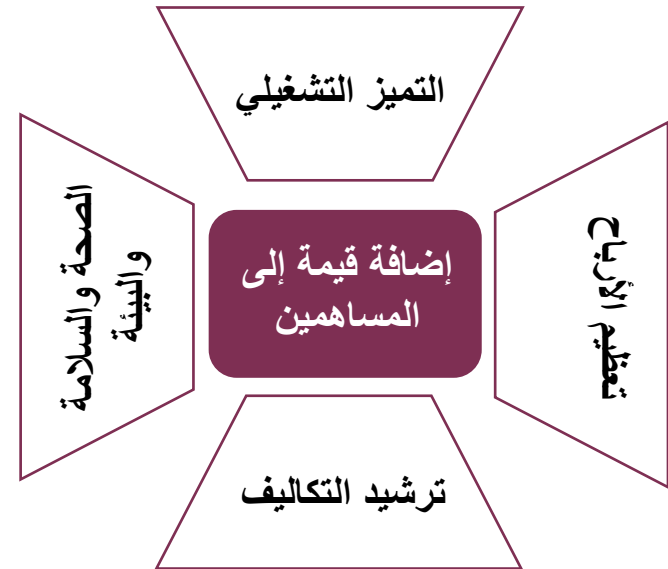 التميز التشغيلي
تعظيم الأرباح
إضافة قيمة إلى
المساهمين
الصحة والسلامة
والبيئة
ترشيد التكاليف